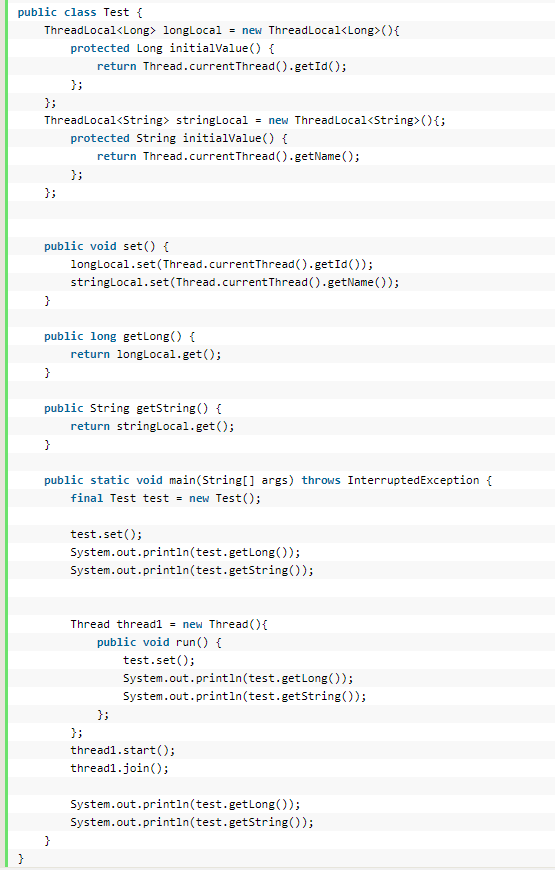 public class Test {
    ThreadLocal<Long> longLocal = new ThreadLocal<Long>(){
        protected Long initialValue() {
            return Thread.currentThread().getId();
        };
    };
    ThreadLocal<String> stringLocal = new ThreadLocal<String>(){;
        protected String initialValue() {
            return Thread.currentThread().getName();
        };
    };
    public void set() {
        longLocal.set(Thread.currentThread().getId());
        stringLocal.set(Thread.currentThread().getName());
    }
    public long getLong() {
        return longLocal.get();
    }
    public String getString() {
        return stringLocal.get();
    }
    public static void main(String[] args) throws InterruptedException {
        final Test test = new Test();
        test.set();
        System.out.println(test.getLong());
        System.out.println(test.getString());
        Thread thread1 = new Thread(){
            public void run() {
                test.set();
                System.out.println(test.getLong());
                System.out.println(test.getString());
            };
        };
        thread1.start();
        thread1.join();
        System.out.println(test.getLong());
        System.out.println(test.getString());
    }
}